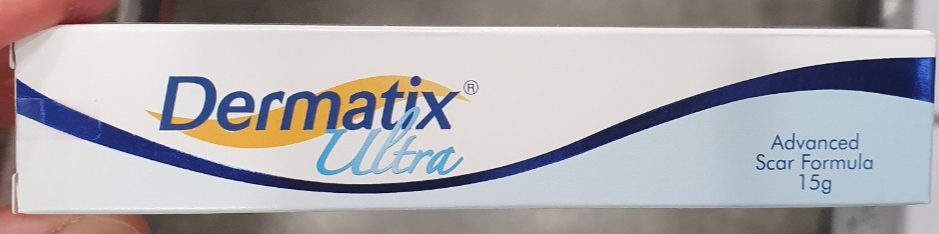 Dermatix®
Ultra
Advanced
Scar Formula
15g